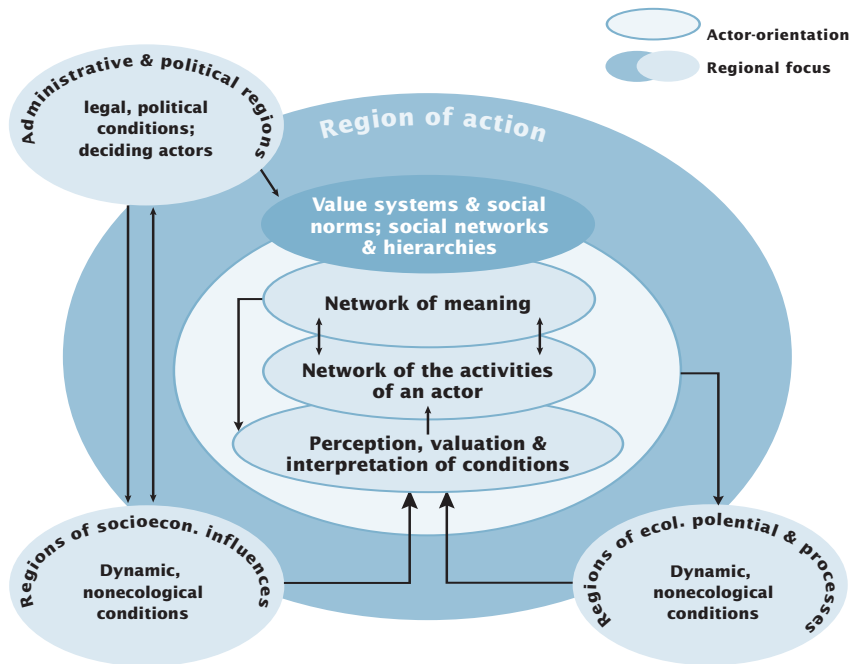 Actor-orientation
Regional focus
Administrative & political regions
legal, political
conditions;
deciding actors
Region of action
Value systems & social
norms; social networks
& hierarchies
Network of meaning
Network of the activities
of an actor
Perception, valuation &
interpretation of conditions
Regions of socioecon. influences
Dynamic,
nonecological
conditions
Regions of ecol. polential & processes
Dynamic,
nonecological
conditions